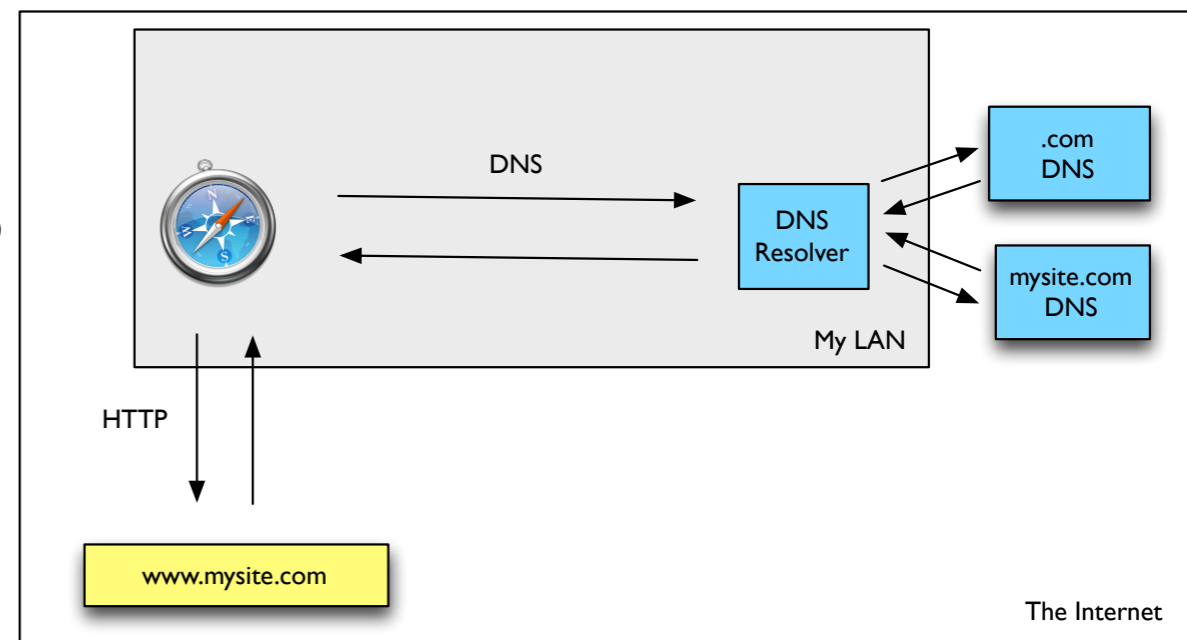 DNS
.com
DNS
DNS
Resolver
mysite.com
DNS
My LAN
HTTP
www.mysite.com
The Internet
N
E
S
W